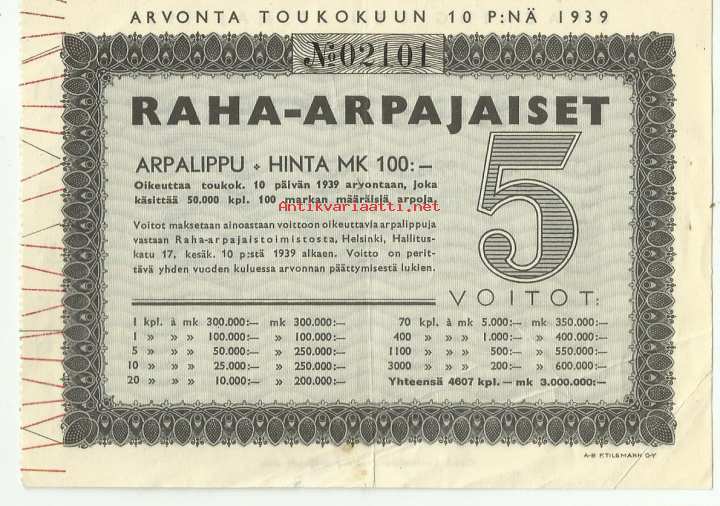 ARVONTA TOUKOKUUN 10 P:NÄ 1939
№02101
RAHA-ARPAJAISET
ARPALIPPU + HINTA MK 100:—
Oikeuttaa toukok. 10 päivän 1939 arvontaan, joka
käsittää 50.000 kpl. 100 markan määräisiä arpoja.
Antikvariaatti.net
Voitot maksetaan ainoastaan voittoon oikeuttavia arpalippuja
vastaan Raha-arpajaistoimistosta, Helsinki, Hallitus-
katu 17, kesäk. 10 p:stä 1939 alkaen. Voitto on perit-
tävä yhden vuoden kuluessa arvonnan päättymisestä lukien.
5
VOITOT:
1 kpl. à mk 300.000:— mk 300.000:—
1 » » » 100.000:— » 100.000:—
5 » » » 50.000:— » 250.000:—
10 » » » 25.000:— » 250.000:—
20 » » » 10.000:— » 200.000:—
70 kpl. à mk 5.000:— mk 350.000:—
400 » » » 1.000:— » 400.000:—
1100 » » » 500:— » 550.000:—
3000 » » » 200:— » 600.000:—
Yhteensä 4607 kpl.— mk 3.000.000:—
A-B F.TILGMANN O-Y